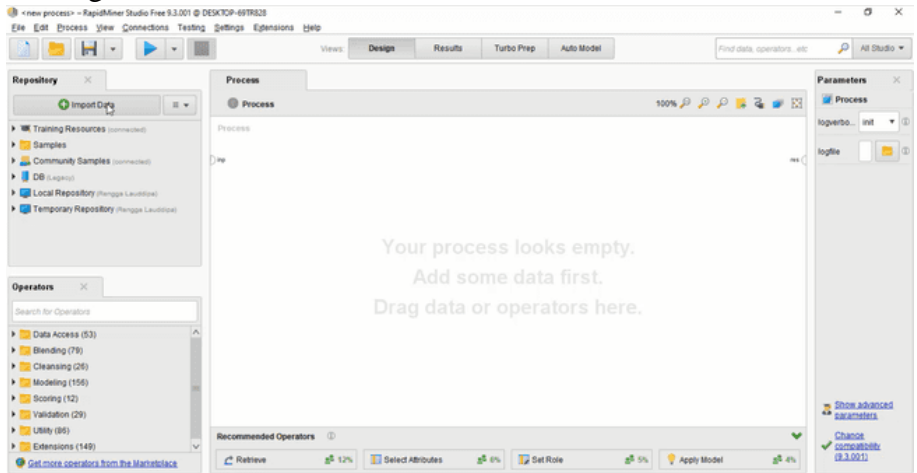 <new process> – RapidMiner Studio Free 9.3.001 @ DESKTOP-69TR828
File Edit Process View Connections Testing Settings Extensions Help
Views: Design Results Turbo Prep Auto Model Find data, operators...etc All Studio
Repository
Import Data
Training Resources (connected)
Samples
Community Samples (connected)
DB (Legacy)
Local Repository (Rengga Lauddipa)
Temporary Repository (Rengga Lauddipa)
Operators
Search for Operators
Data Access (53)
Blending (79)
Cleansing (26)
Modeling (156)
Scoring (12)
Validation (29)
Utility (86)
Extensions (149)
Get more operators from the Marketplace
Process
Process
100%
Process
inp
res
Your process looks empty.
Add some data first.
Drag data or operators here.
Recommended Operators
Retrieve 12% Select Attributes 6% Set Role 5% Apply Model 4%
Parameters
Process
logverbo... init
logfile
Show advanced
parameters
Change
compatibility
(9.3.001)